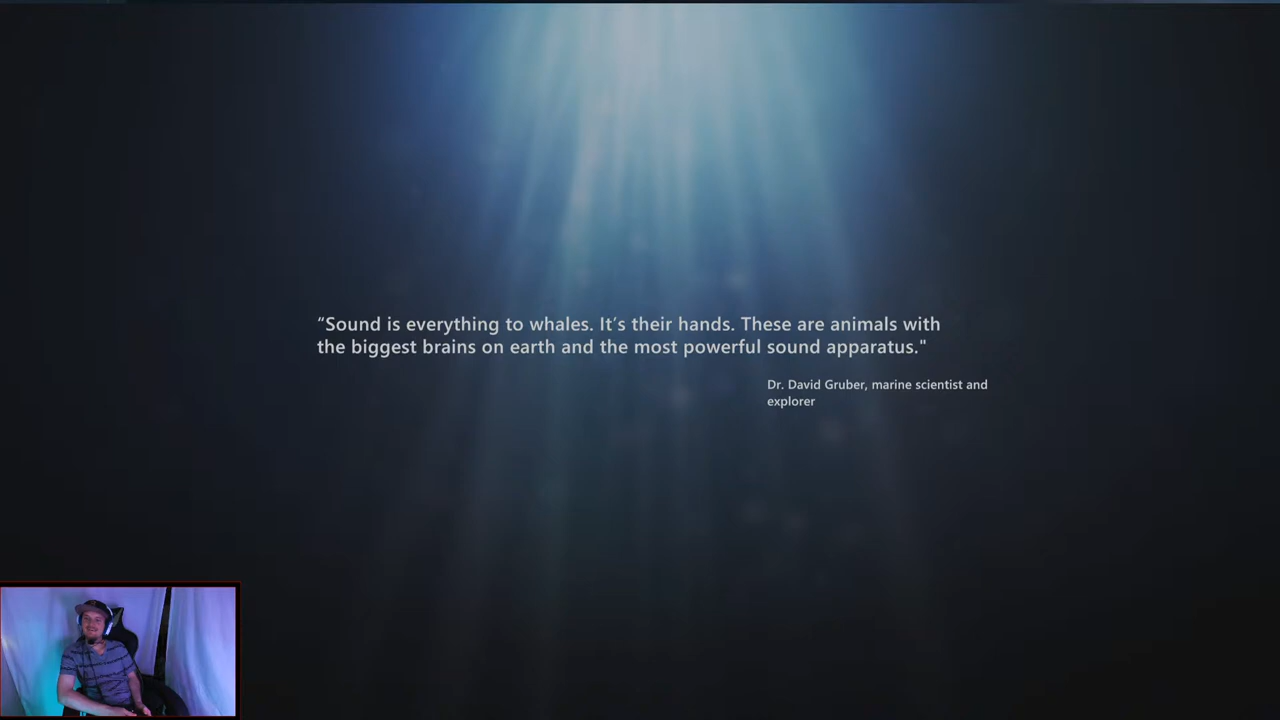 “Sound is everything to whales. It’s their hands. These are animals with
the biggest brains on earth and the most powerful sound apparatus."
Dr. David Gruber, marine scientist and
explorer